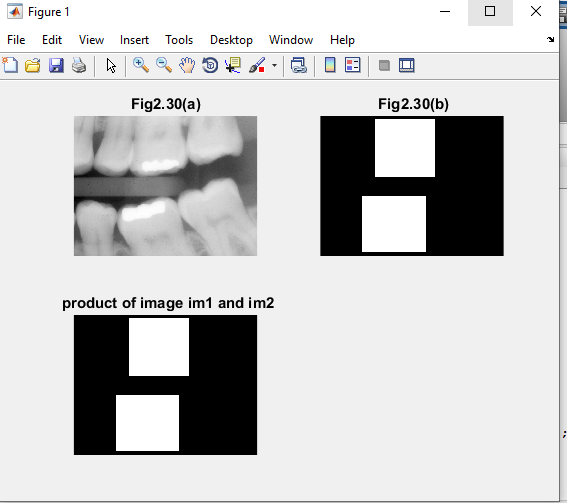 Figure 1
File Edit View Insert Tools Desktop Window Help
Fig2.30(a) Fig2.30(b)
product of image im1 and im2
;